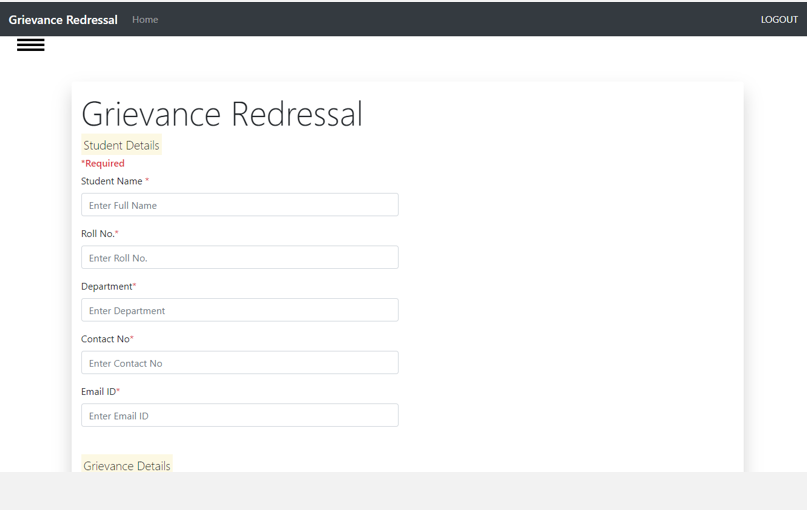 Grievance Redressal Home LOGOUT
Grievance Redressal
Student Details
*Required
Student Name *
Enter Full Name
Roll No.*
Enter Roll No.
Department*
Enter Department
Contact No*
Enter Contact No
Email ID*
Enter Email ID
Grievance Details